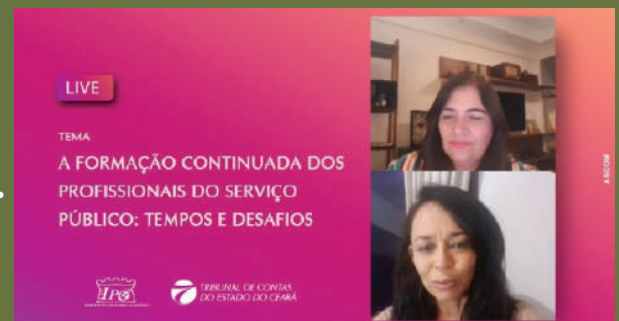 LIVE
TEMA
A FORMAÇÃO CONTINUADA DOS
PROFISSIONAIS DO SERVIÇO
PÚBLICO: TEMPOS E DESAFIOS
TRIBUNAL DE CONTAS
DO ESTADO DO CEARÁ
ASCOM